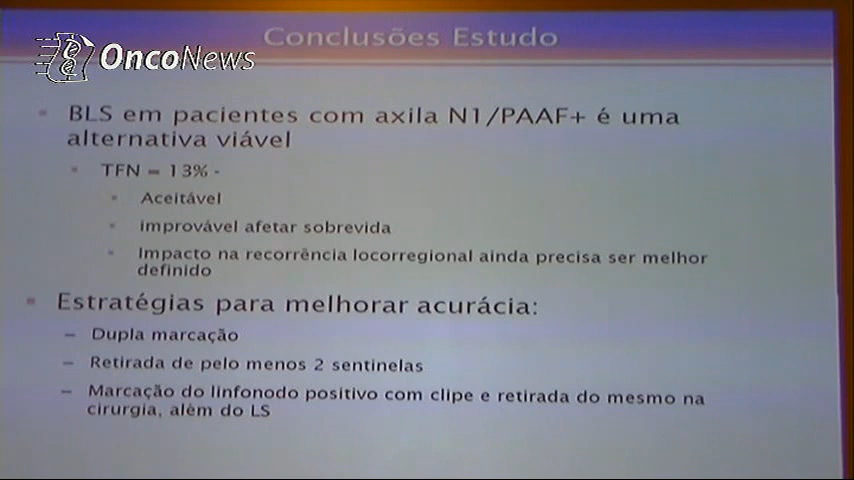 Conclusões Estudo
OncoNews
BLS em pacientes com axila N1/PAAF+ é uma
alternativa viável
TFN = 13% -
Aceitável
improvável afetar sobrevida
Impacto na recorrência locorregional ainda precisa ser melhor
definido
Estratégias para melhorar acurácia:
– Dupla marcação
– Retirada de pelo menos 2 sentinelas
– Marcação do linfonodo positivo com clipe e retirada do mesmo na
cirurgia, além do LS